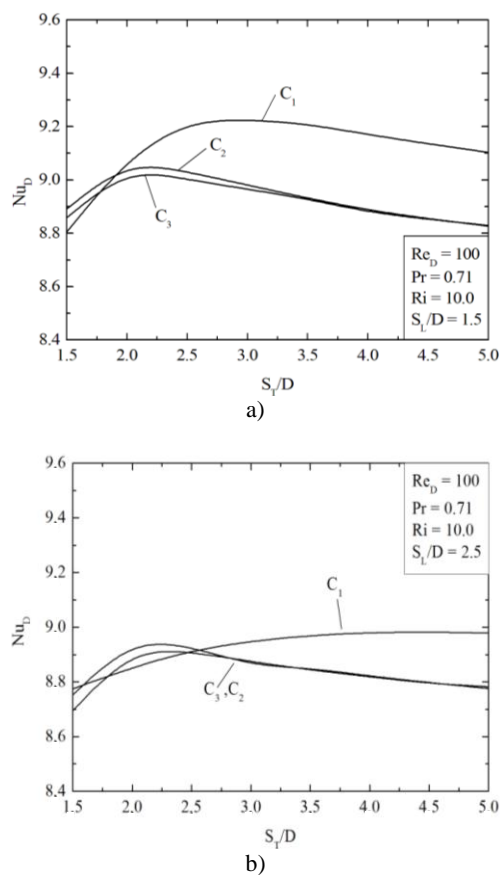 9.6
9.4
9.2
9.0
8.8
8.6
8.4
Nu_D
C_1
C_2
C_3
Re_D = 100
Pr = 0.71
Ri = 10.0
S_L/D = 1.5
1.5 2.0 2.5 3.0 3.5 4.0 4.5 5.0
S_T/D
a)
9.6
9.4
9.2
9.0
8.8
8.6
8.4
Nu_D
Re_D = 100
Pr = 0.71
Ri = 10.0
S_L/D = 2.5
C_1
C_3 ,C_2
1.5 2.0 2.5 3.0 3.5 4.0 4.5 5.0
S_T/D
b)